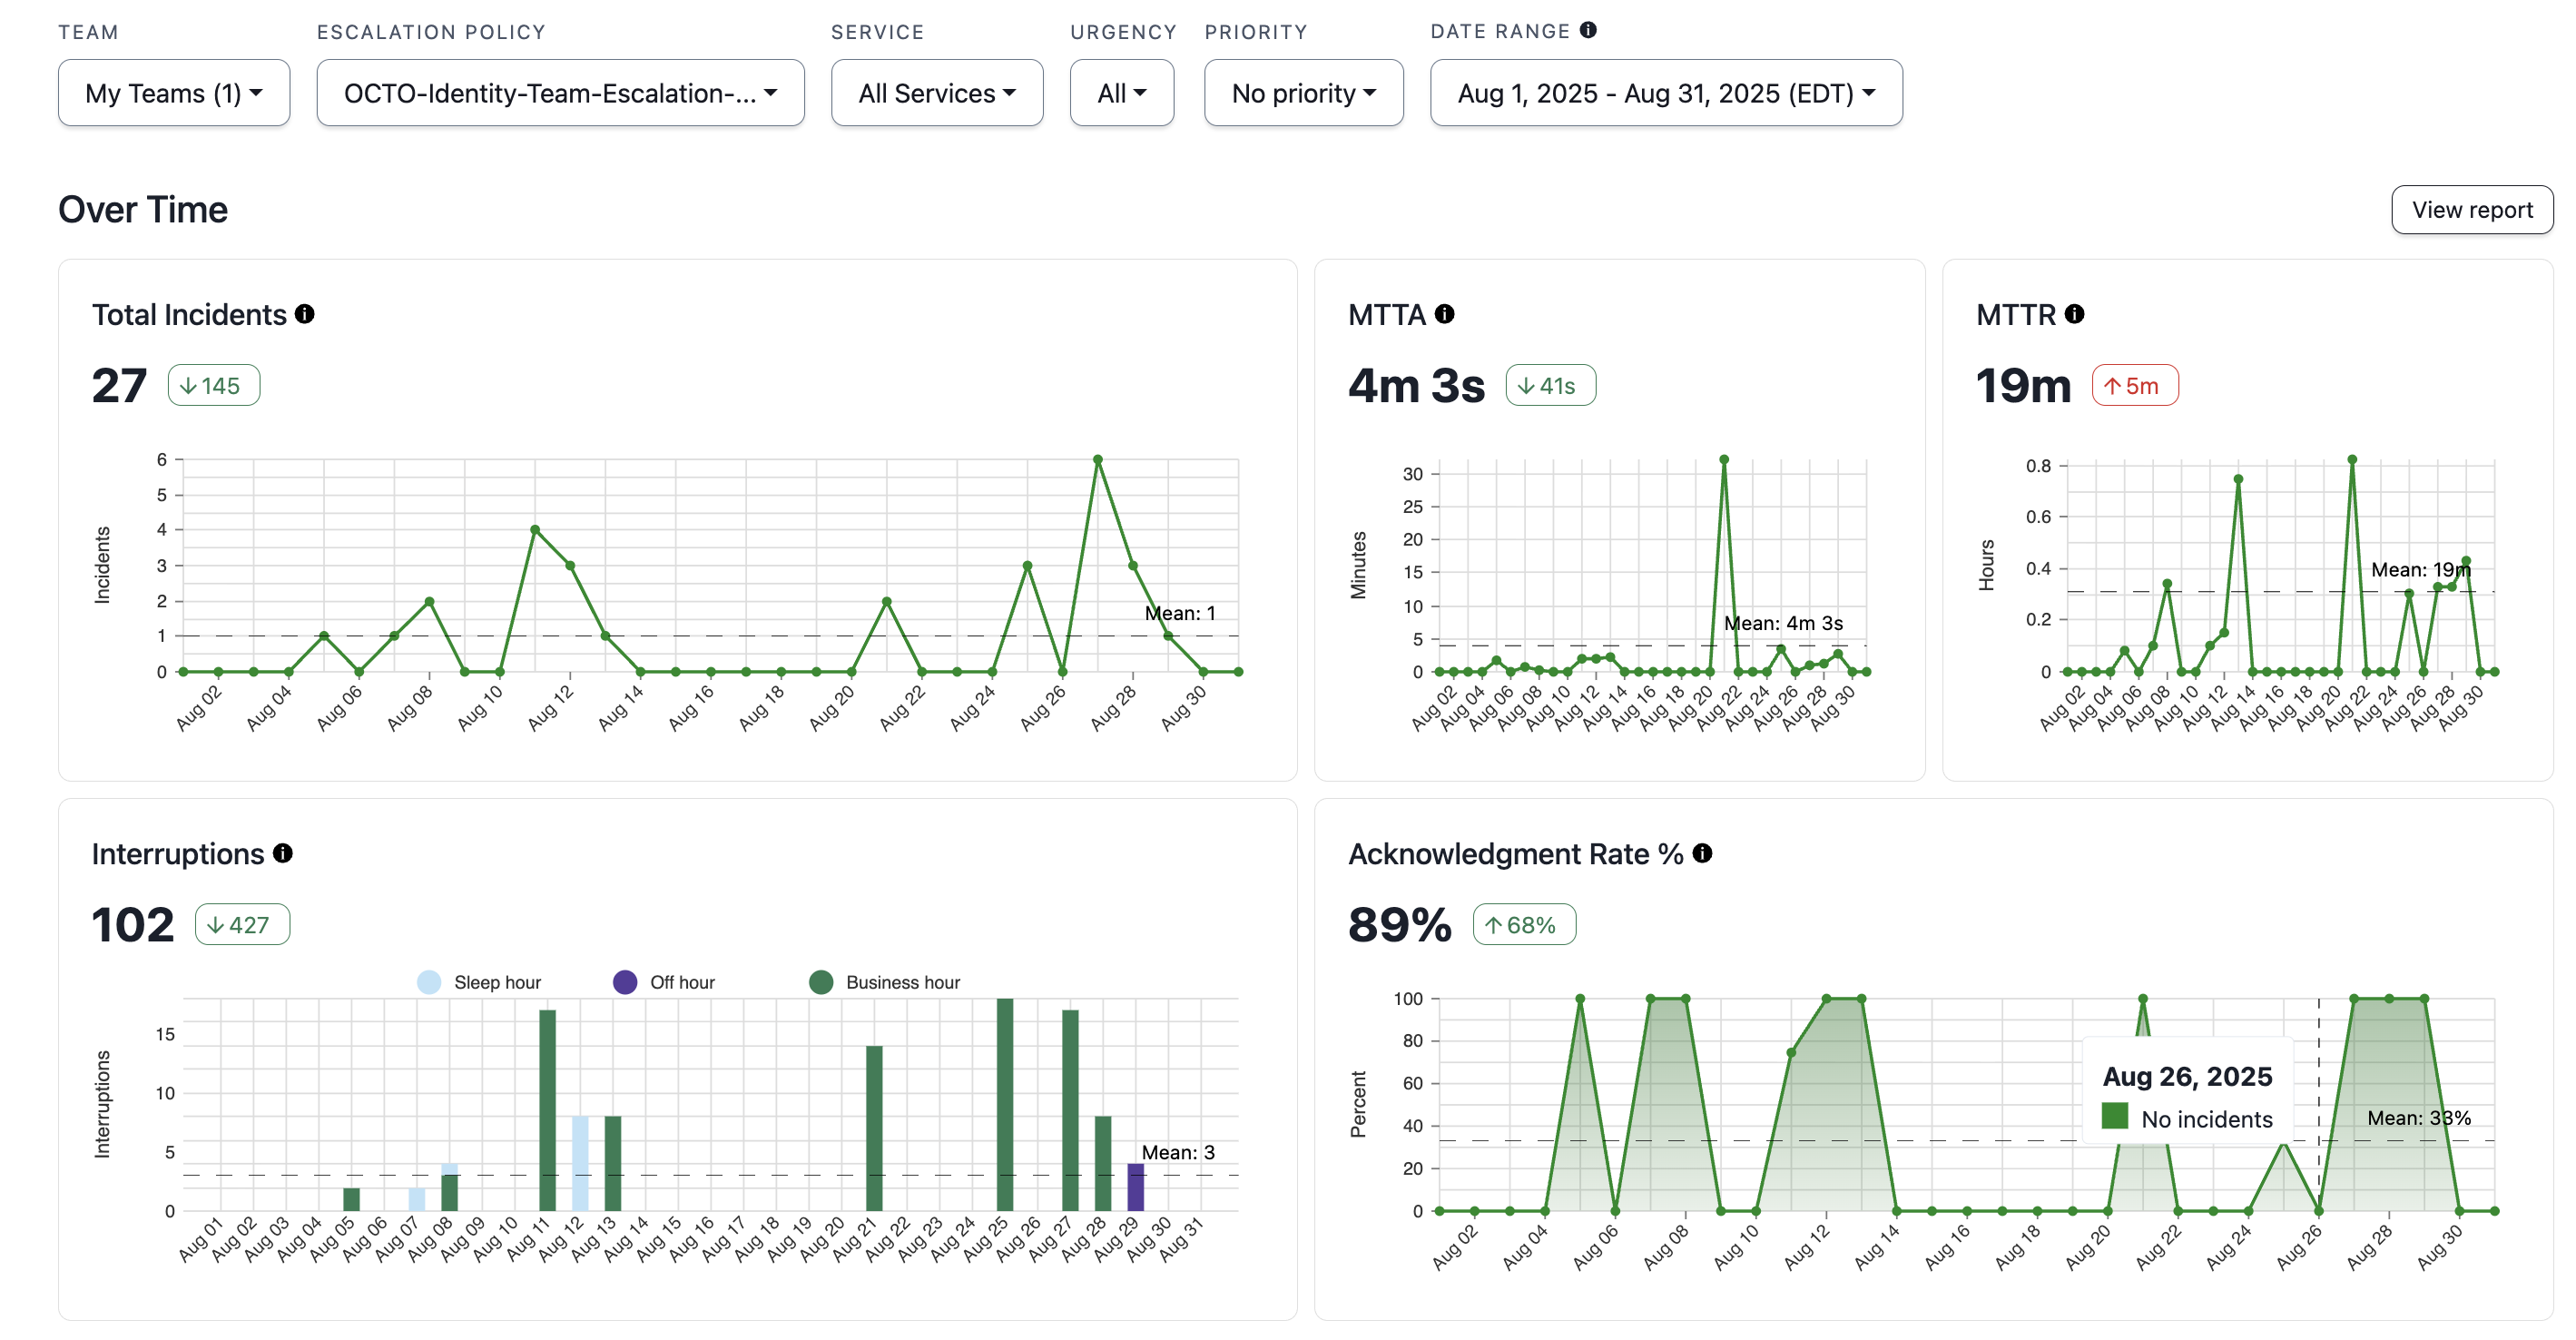 TEAM
ESCALATION POLICY
SERVICE
URGENCY
PRIORITY
DATE RANGE
My Teams (1)
OCTO-Identity-Team-Escalation-...
All Services
All
No priority
Aug 1, 2025 - Aug 31, 2025 (EDT)
Over Time
View report
Total Incidents
27
↓145
Incidents
6
5
4
3
2
1
0
Mean: 1
Aug 02
Aug 04
Aug 06
Aug 08
Aug 10
Aug 12
Aug 14
Aug 16
Aug 18
Aug 20
Aug 22
Aug 24
Aug 26
Aug 28
Aug 30
MTTA
4m 3s
↓41s
Minutes
30
25
20
15
10
5
0
Mean: 4m 3s
Aug 02
Aug 04
Aug 06
Aug 08
Aug 10
Aug 12
Aug 14
Aug 16
Aug 18
Aug 20
Aug 22
Aug 24
Aug 26
Aug 28
Aug 30
MTTR
19m
↑5m
Hours
0.8
0.6
0.4
0.2
0
Mean: 19m
Aug 02
Aug 04
Aug 06
Aug 08
Aug 10
Aug 12
Aug 14
Aug 16
Aug 18
Aug 20
Aug 22
Aug 24
Aug 26
Aug 28
Aug 30
Interruptions
102
↓427
Sleep hour
Off hour
Business hour
Interruptions
15
10
5
0
Mean: 3
Aug 01
Aug 02
Aug 03
Aug 04
Aug 05
Aug 06
Aug 07
Aug 08
Aug 09
Aug 10
Aug 11
Aug 12
Aug 13
Aug 14
Aug 15
Aug 16
Aug 17
Aug 18
Aug 19
Aug 20
Aug 21
Aug 22
Aug 23
Aug 24
Aug 25
Aug 26
Aug 27
Aug 28
Aug 29
Aug 30
Aug 31
Acknowledgment Rate %
89%
↑68%
Percent
100
80
60
40
20
0
Aug 26, 2025
No incidents
Mean: 33%
Aug 02
Aug 04
Aug 06
Aug 08
Aug 10
Aug 12
Aug 14
Aug 16
Aug 18
Aug 20
Aug 22
Aug 24
Aug 26
Aug 28
Aug 30